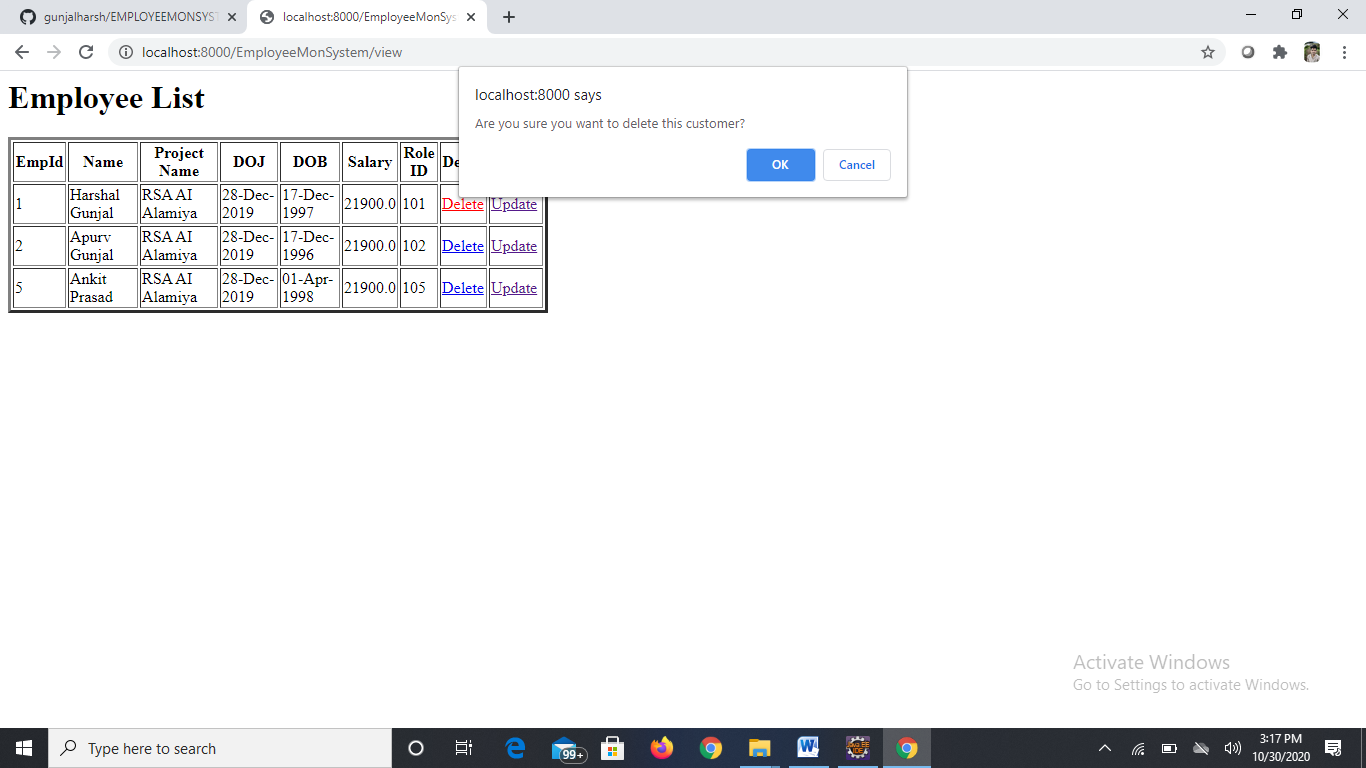 gunjalharsh/EMPLOYEEMONSYST
localhost:8000/EmployeeMonSys
localhost:8000/EmployeeMonSystem/view
localhost:8000 says
Are you sure you want to delete this customer?
OK Cancel
Employee List
EmpId Name Project Name DOJ DOB Salary Role ID De
1 Harshal Gunjal RSA AI Alamiya 28-Dec-2019 17-Dec-1997 21900.0 101 Delete Update
2 Apurv Gunjal RSA AI Alamiya 28-Dec-2019 17-Dec-1996 21900.0 102 Delete Update
5 Ankit Prasad RSA AI Alamiya 28-Dec-2019 01-Apr-1998 21900.0 105 Delete Update
Activate Windows
Go to Settings to activate Windows.
Type here to search
99+
3:17 PM
10/30/2020